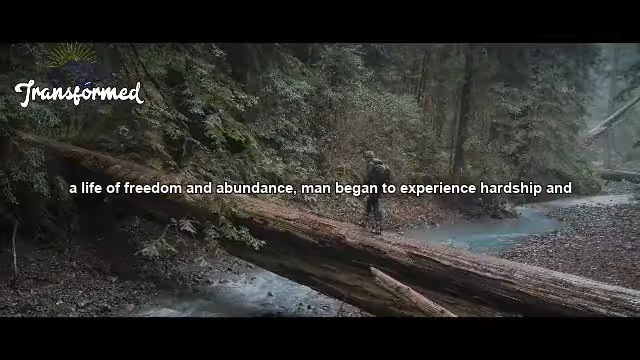 Transformed
a life of freedom and abundance, man began to experience hardship and